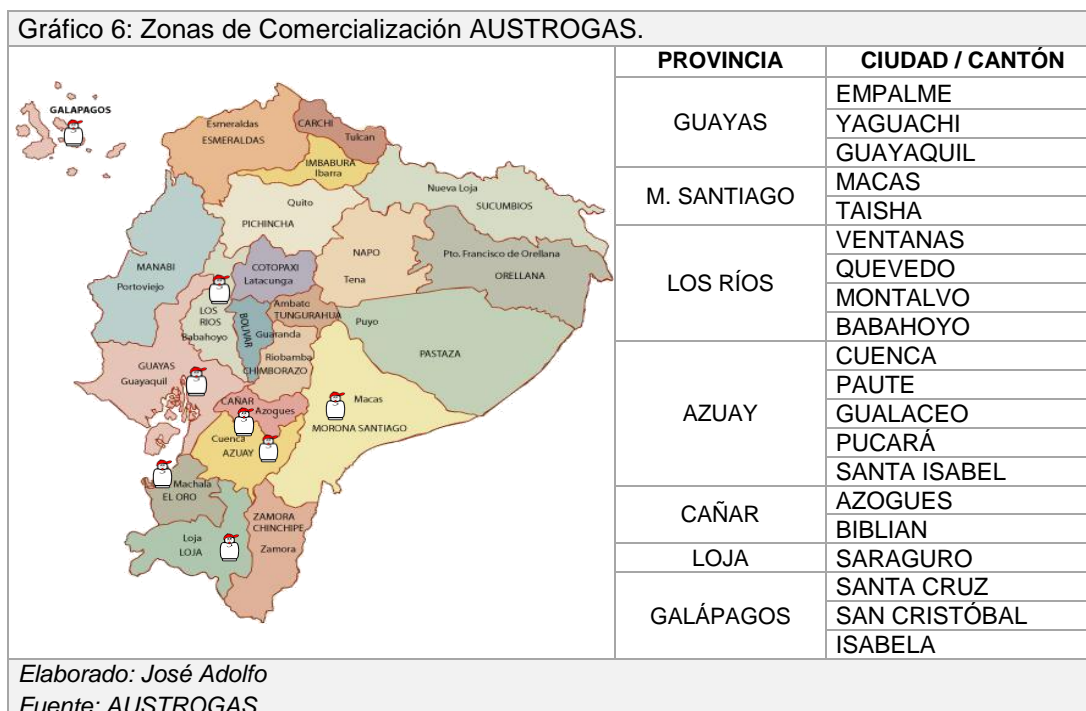 Gráfico 6: Zonas de Comercialización AUSTROGAS.
GALAPAGOS
Esmeraldas
ESMERALDAS
CARCHI
Tulcan
IMBABURA
Ibarra
Nueva Loja
SUCUMBIOS
Quito
PICHINCHA
NAPO
Tena
Pto. Francisco de Orellana
ORELLANA
MANABI
Portoviejo
COTOPAXI
Latacunga
LOS
RIOS
Babahoyo
BOLIVAR
Guaranda
Ambato
TUNGURAHUA
Puyo
PASTAZA
Riobamba
CHIMBORAZO
GUAYAS
Guayaquil
CAÑAR
Azogues
Macas
MORONA SANTIAGO
Cuenca
AZUAY
Machala
EL ORO
Loja
LOJA
ZAMORA
CHINCHIPE
Zamora
PROVINCIA CIUDAD / CANTÓN
GUAYAS
EMPALME
YAGUACHI
GUAYAQUIL
M. SANTIAGO
MACAS
TAISHA
LOS RÍOS
VENTANAS
QUEVEDO
MONTALVO
BABAHOYO
AZUAY
CUENCA
PAUTE
GUALACEO
PUCARÁ
SANTA ISABEL
CAÑAR
AZOGUES
BIBLIAN
LOJA
SARAGURO
GALÁPAGOS
SANTA CRUZ
SAN CRISTÓBAL
ISABELA
Elaborado: José Adolfo
Fuente: AUSTROGAS